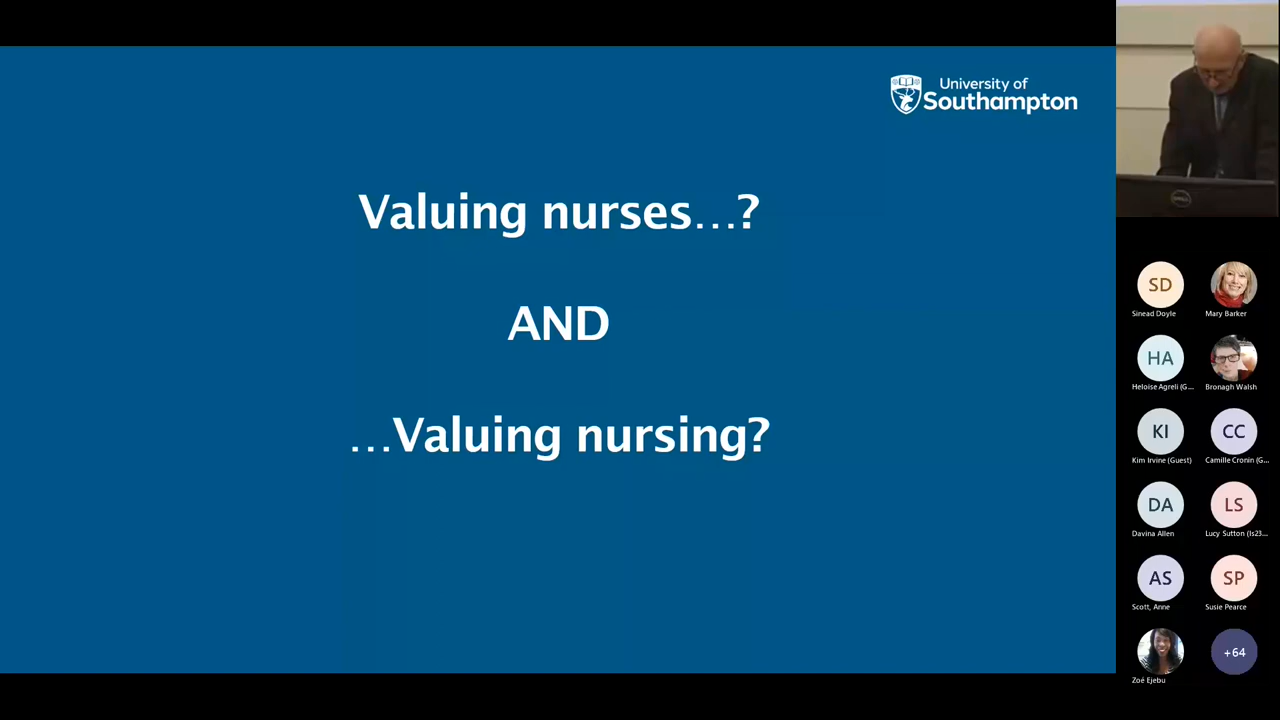 University of
Southampton
Valuing nurses...?
AND
...Valuing nursing?
DELL
SD
Sinead Doyle
Mary Barker
HA
Heloise Agreli (G...
Bronagh Walsh
KI
Kim Irvine (Guest)
CC
Camille Cronin (G...
DA
Davina Allen
LS
Lucy Sutton (ls23...
AS
Scott, Anne
SP
Susie Pearce
Zoé Ejebu
+64